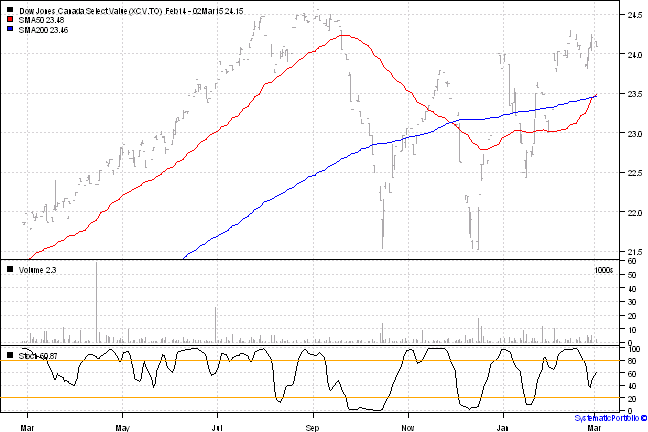 Dow Jones Canada Select Value (XCV.TO) Feb14 - 02Mar15 24.15
SMA50 23.48
SMA200 23.46
24.5
24.0
23.5
23.0
22.5
22.0
21.5
Volume 2.3
1000s
60
50
40
30
20
10
0
Stoch 60.87
100
80
60
40
20
0
Mar
May
Jul
Sep
Nov
Jan
Mar
SystematicPortfolio ©